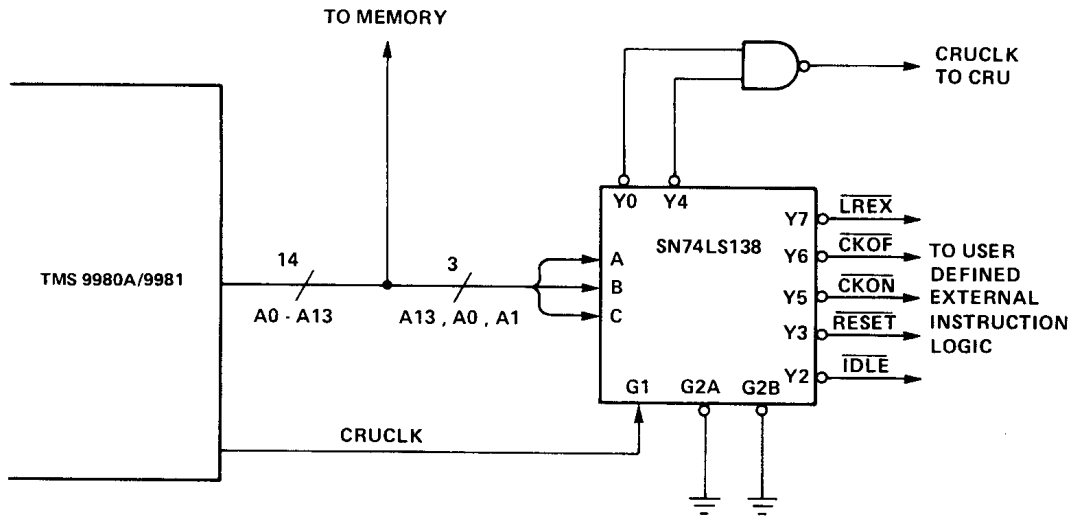 TO MEMORY
CRUCLK
TO CRU
Y0 Y4
SN74LS138
TMS 9980A/9981
14
A0 - A13
3
A13 , A0 , A1
A
B
C
Y7
Y6
Y5
Y3
Y2
LREX
CKOF
CKON
RESET
IDLE
TO USER
DEFINED
EXTERNAL
INSTRUCTION
LOGIC
G1 G2A G2B
CRUCLK